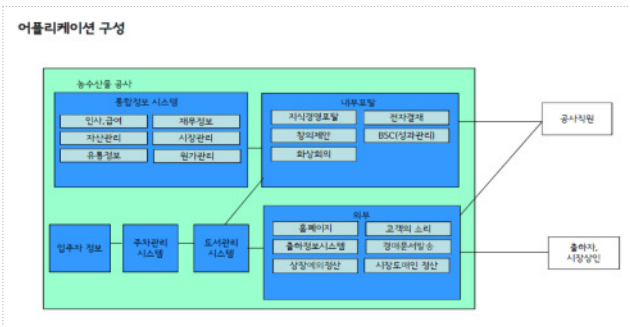 어플리케이션 구성
농수산물 공사
통합정보 시스템
인사,급여
재무정보
자산관리
시장관리
유통정보
원가관리
내부포탈
지식경영포탈
전자결재
창의제안
BSC(성과관리)
화상회의
공사직원
입주자 정보
주차관리
시스템
도서관리
시스템
외부
홈페이지
고객의 소리
출하정보시스템
경매문서발송
상장예외정산
시장도매인 정산
출하자,
시장상인